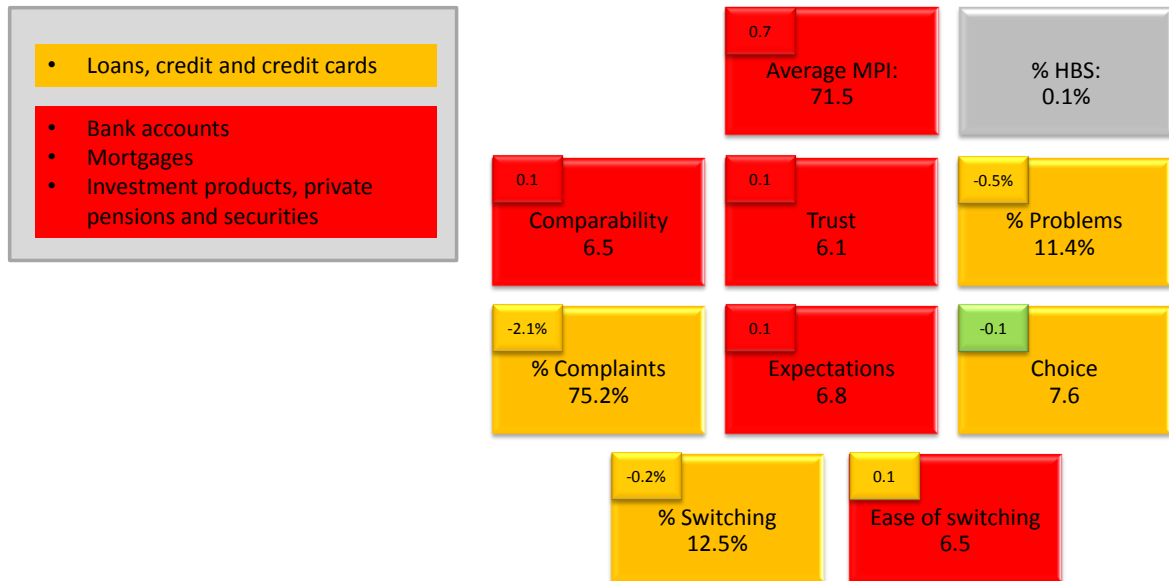 • Loans, credit and credit cards
• Bank accounts
• Mortgages
• Investment products, private
pensions and securities
0.7
Average MPI:
71.5
% HBS:
0.1%
0.1
Comparability
6.5
0.1
Trust
6.1
-0.5%
% Problems
11.4%
-2.1%
% Complaints
75.2%
0.1
Expectations
6.8
-0.1
Choice
7.6
-0.2%
% Switching
12.5%
0.1
Ease of switching
6.5